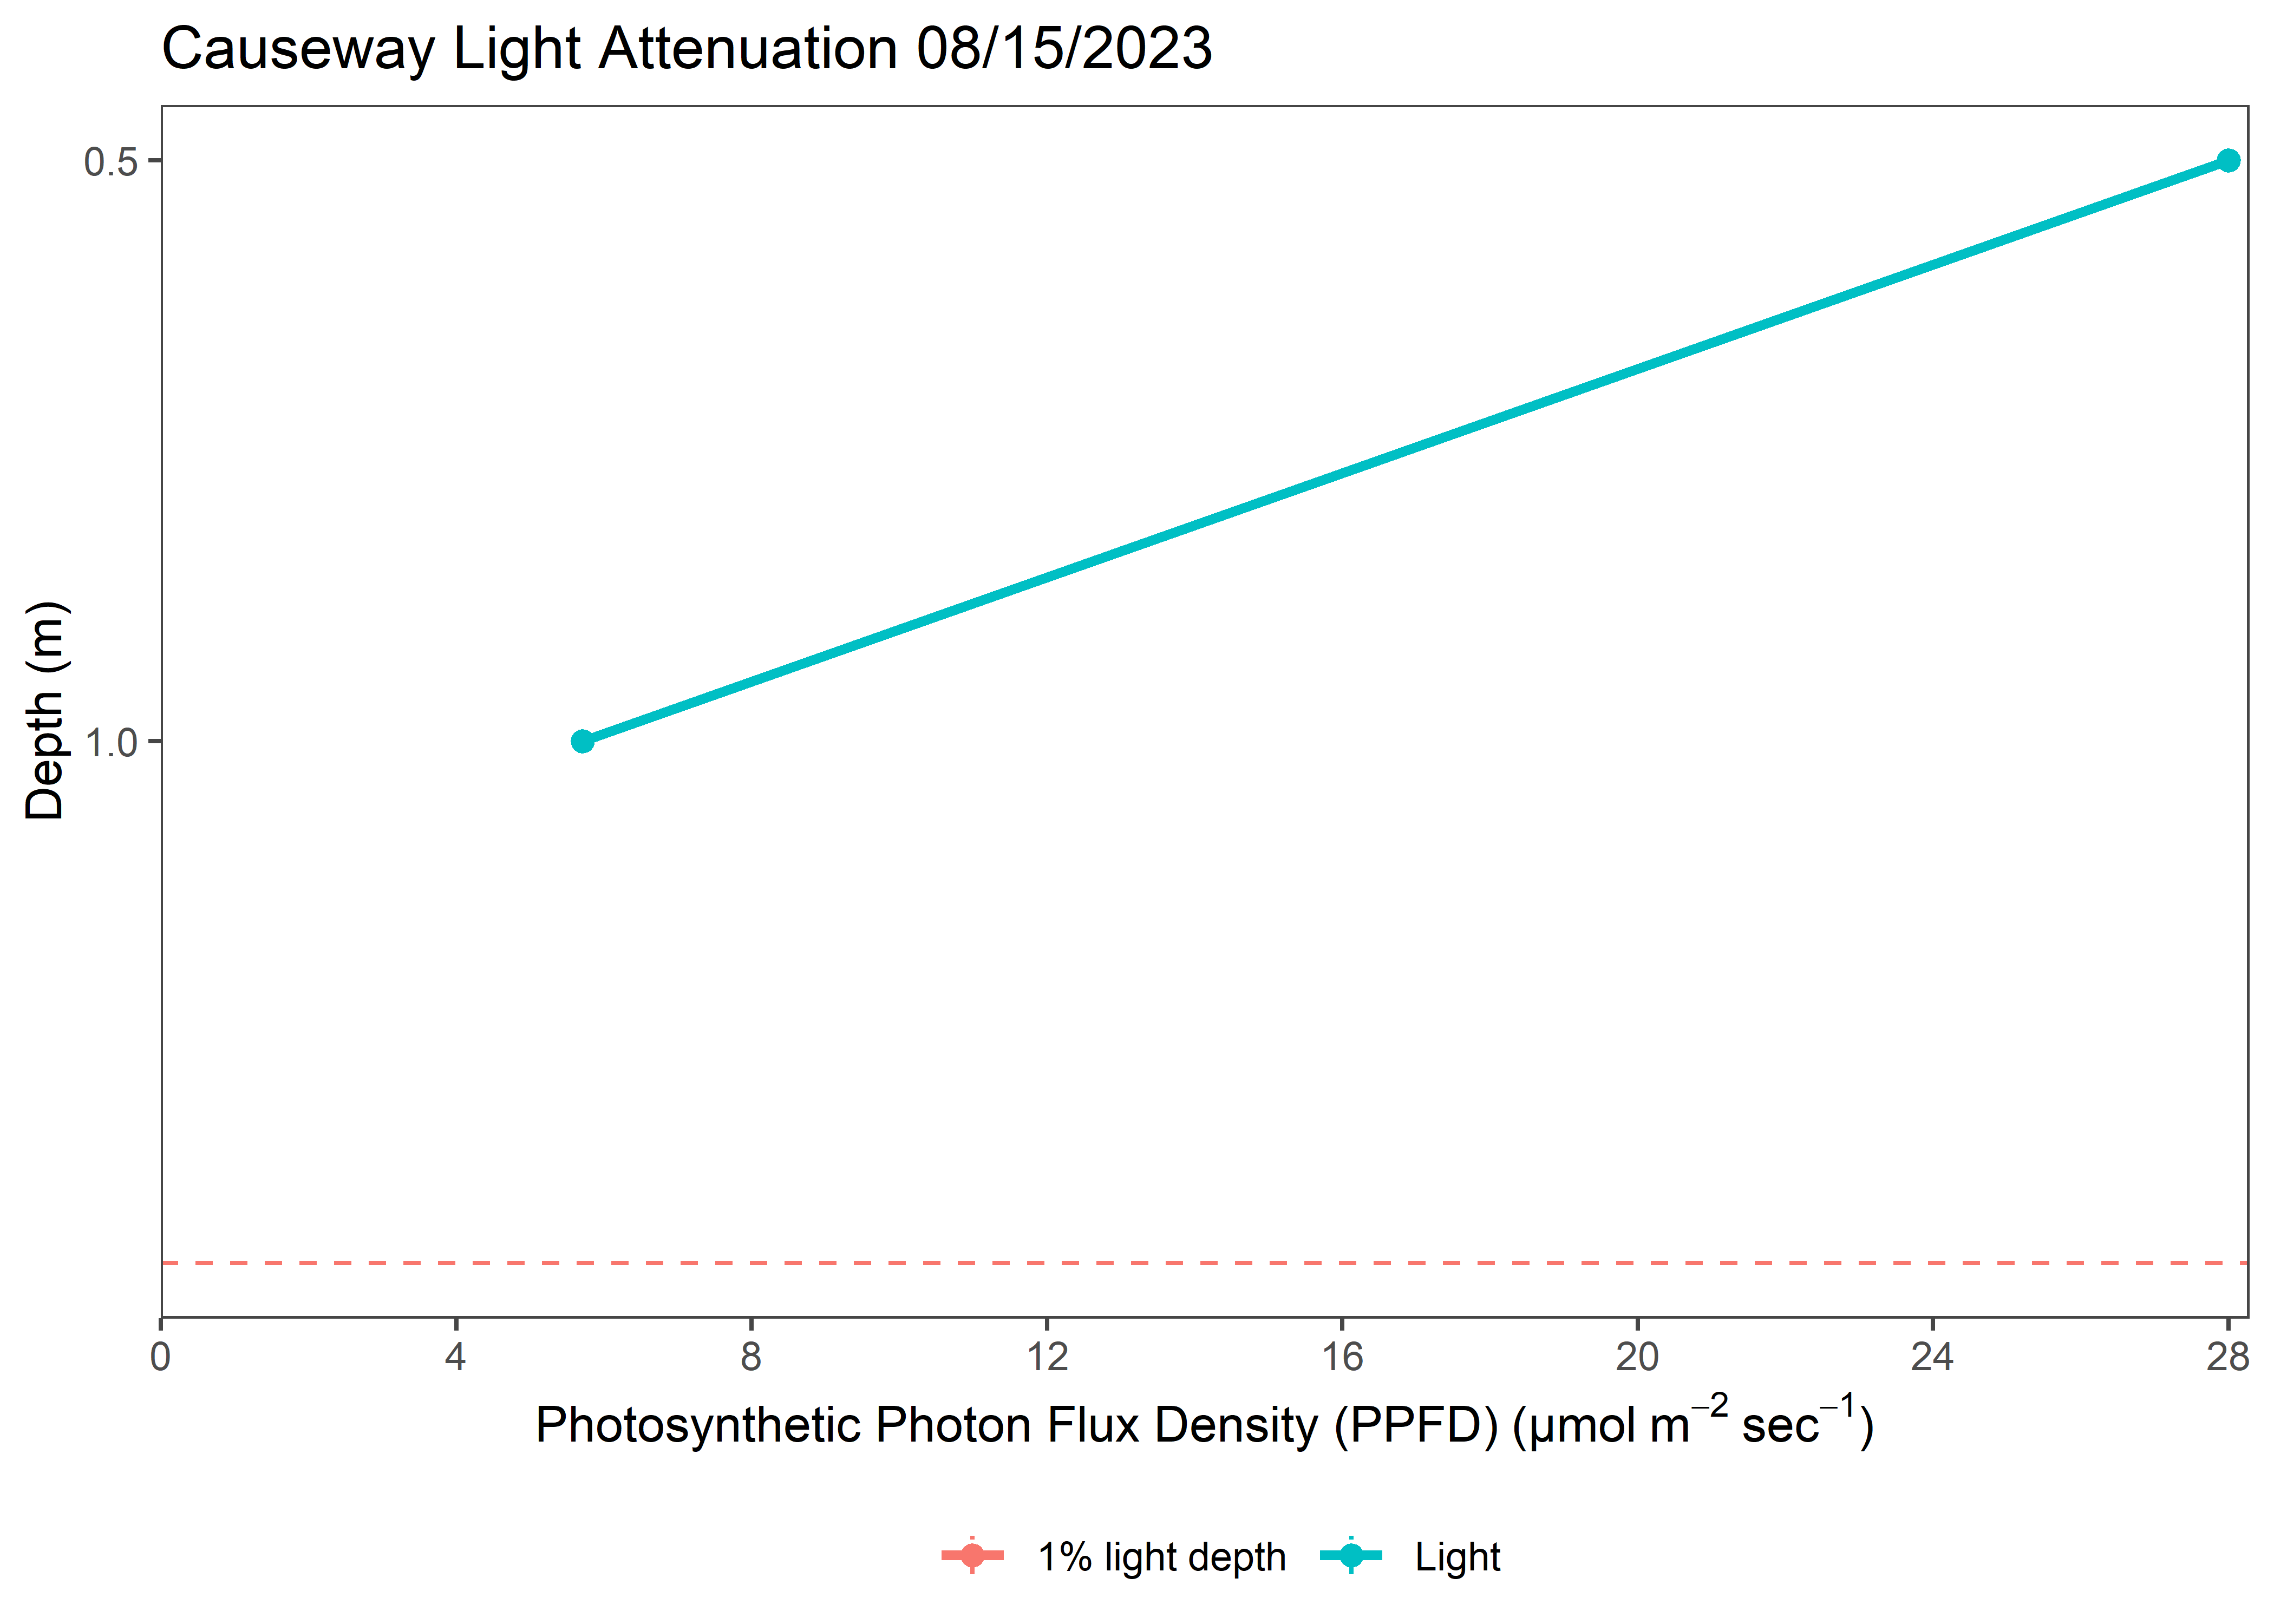 Causeway Light Attenuation 08/15/2023
0.5
1.0
Depth (m)
0 4 8 12 16 20 24 28
Photosynthetic Photon Flux Density (PPFD) (µmol m⁻² sec⁻¹)
1% light depth Light